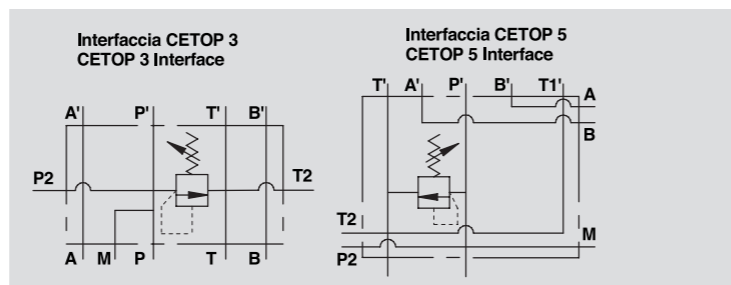 Interfaccia CETOP 3
CETOP 3 Interface
A' P' T' B'
P2 T2
A M P T B
Interfaccia CETOP 5
CETOP 5 Interface
T' A' P' B' T1'
A
B
T2
M
P2